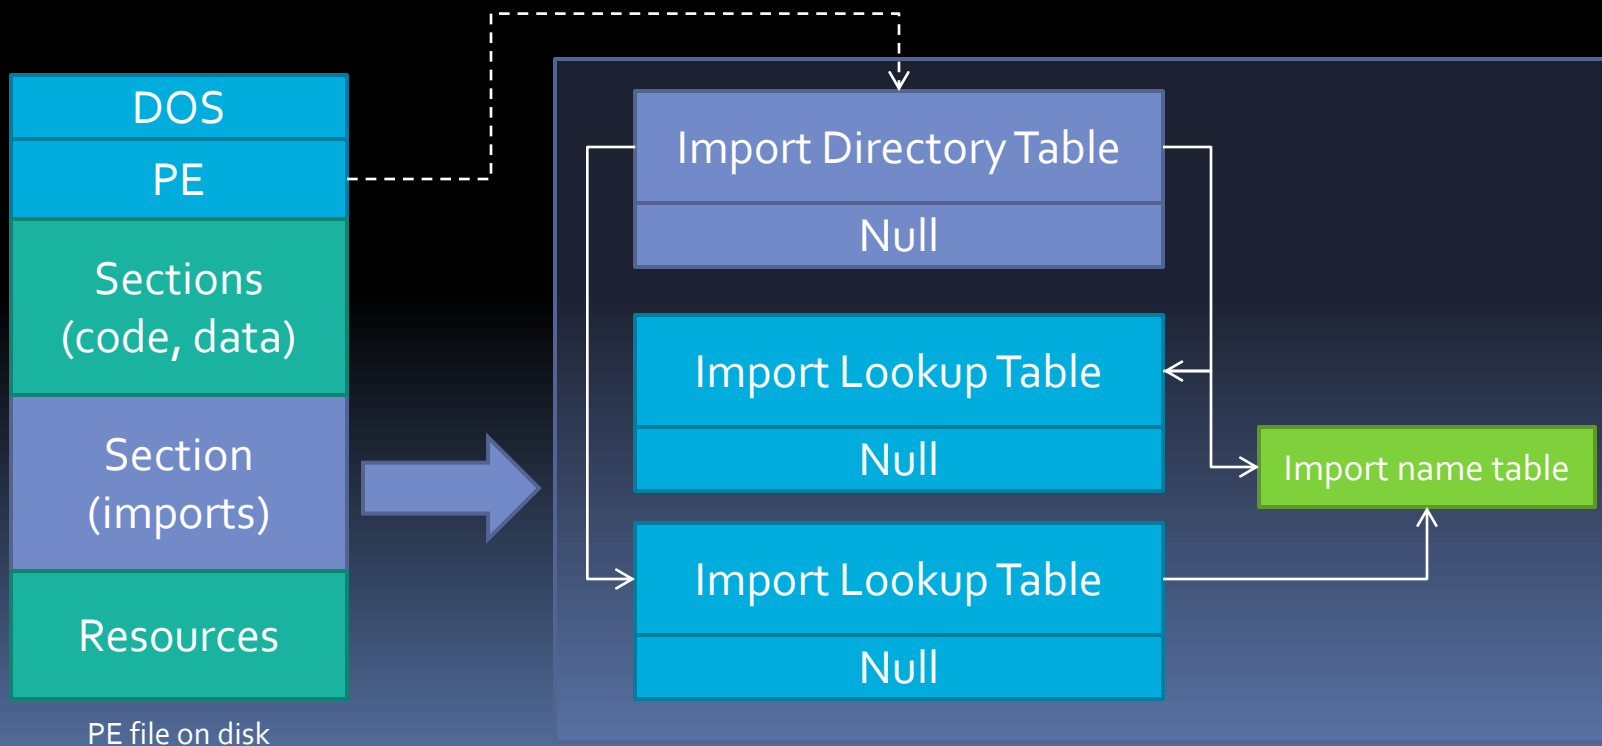 DOS
PE
Sections
(code, data)
Section
(imports)
Resources
PE file on disk
Import Directory Table
Null
Import Lookup Table
Null
Import Lookup Table
Null
Import name table